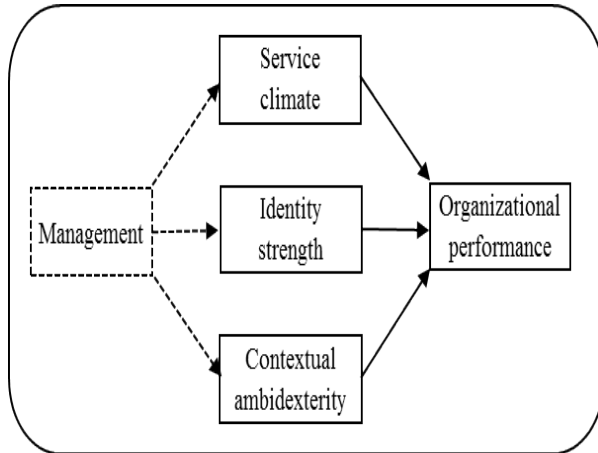 Service
climate
Management
Identity
strength
Organizational
performance
Contextual
ambidexterity